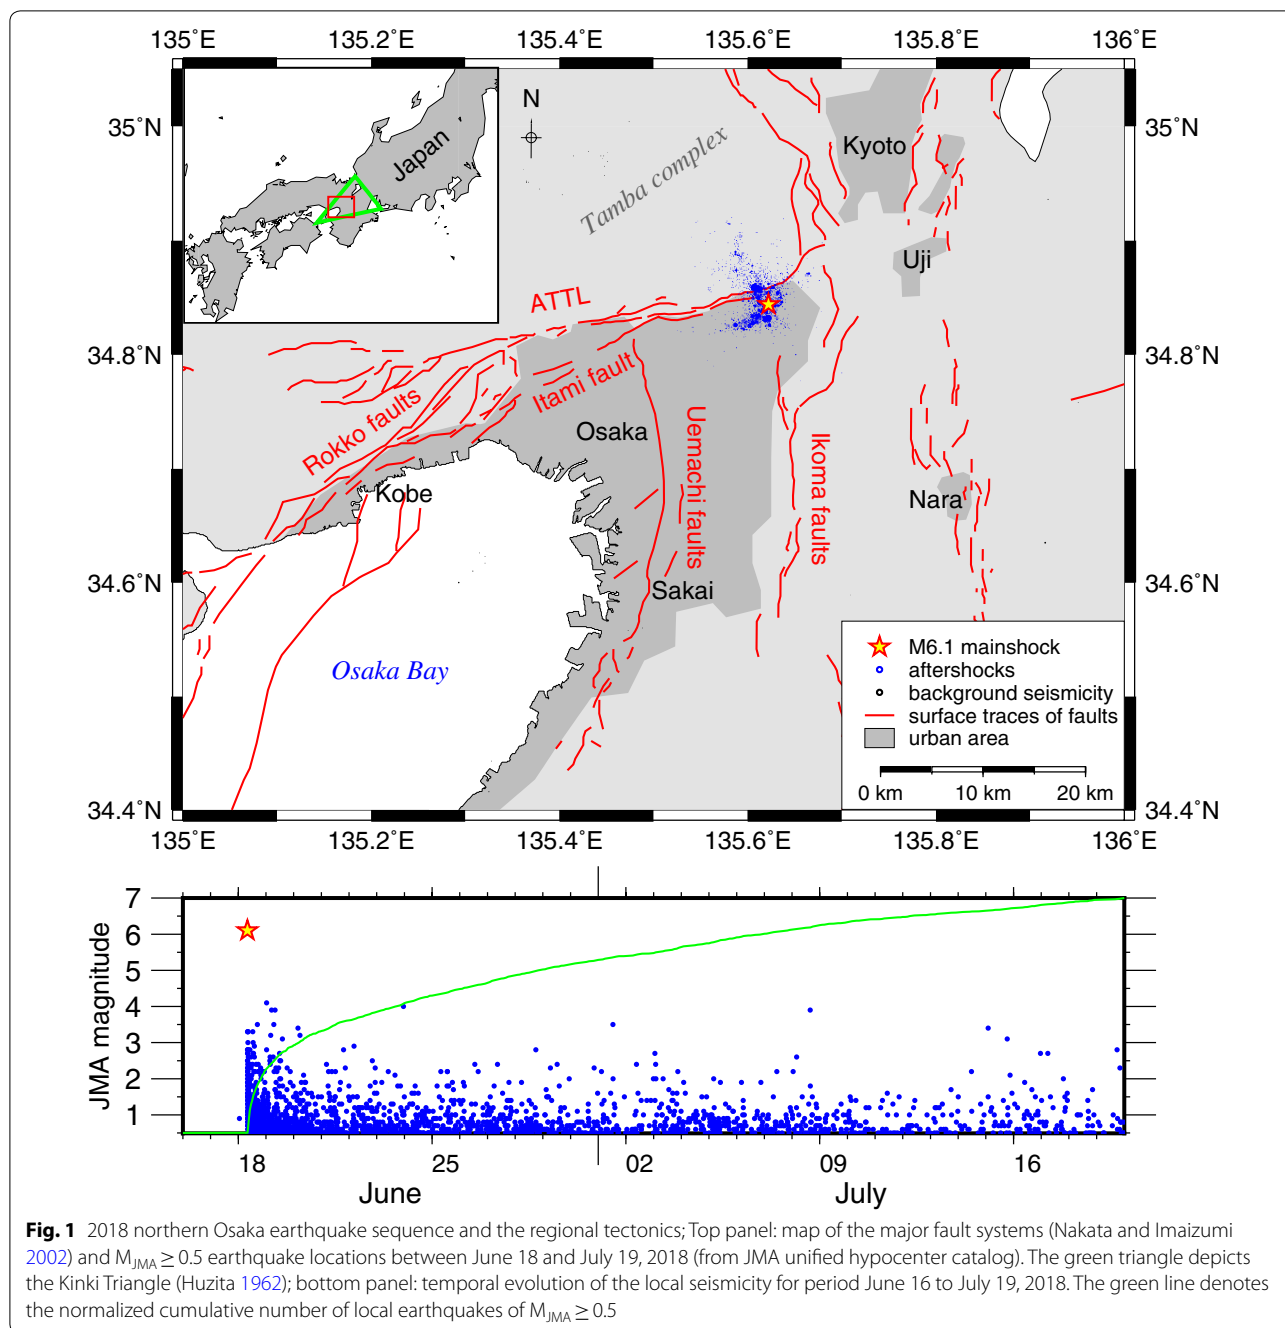 135˚E 135.2˚E 135.4˚E 135.6˚E 135.8˚E 136˚E
N
35˚N 35˚N
Japan
Kyoto
Tamba complex
Uji
ATTL
34.8˚N 34.8˚N
Itami fault
Rokko faults
Osaka
Uemachi faults
Ikoma faults
Kobe
Nara
34.6˚N 34.6˚N
Sakai
Osaka Bay
M6.1 mainshock
aftershocks
background seismicity
surface traces of faults
urban area
0 km 10 km 20 km
34.4˚N 34.4˚N
135˚E 135.2˚E 135.4˚E 135.6˚E 135.8˚E 136˚E
JMA magnitude
7
6
5
4
3
2
1
18 25 02 09 16
June July
Fig. 1 2018 northern Osaka earthquake sequence and the regional tectonics; Top panel: map of the major fault systems (Nakata and Imaizumi
2002) and MJMA ≥ 0.5 earthquake locations between June 18 and July 19, 2018 (from JMA unified hypocenter catalog). The green triangle depicts
the Kinki Triangle (Huzita 1962); bottom panel: temporal evolution of the local seismicity for period June 16 to July 19, 2018. The green line denotes
the normalized cumulative number of local earthquakes of MJMA ≥ 0.5